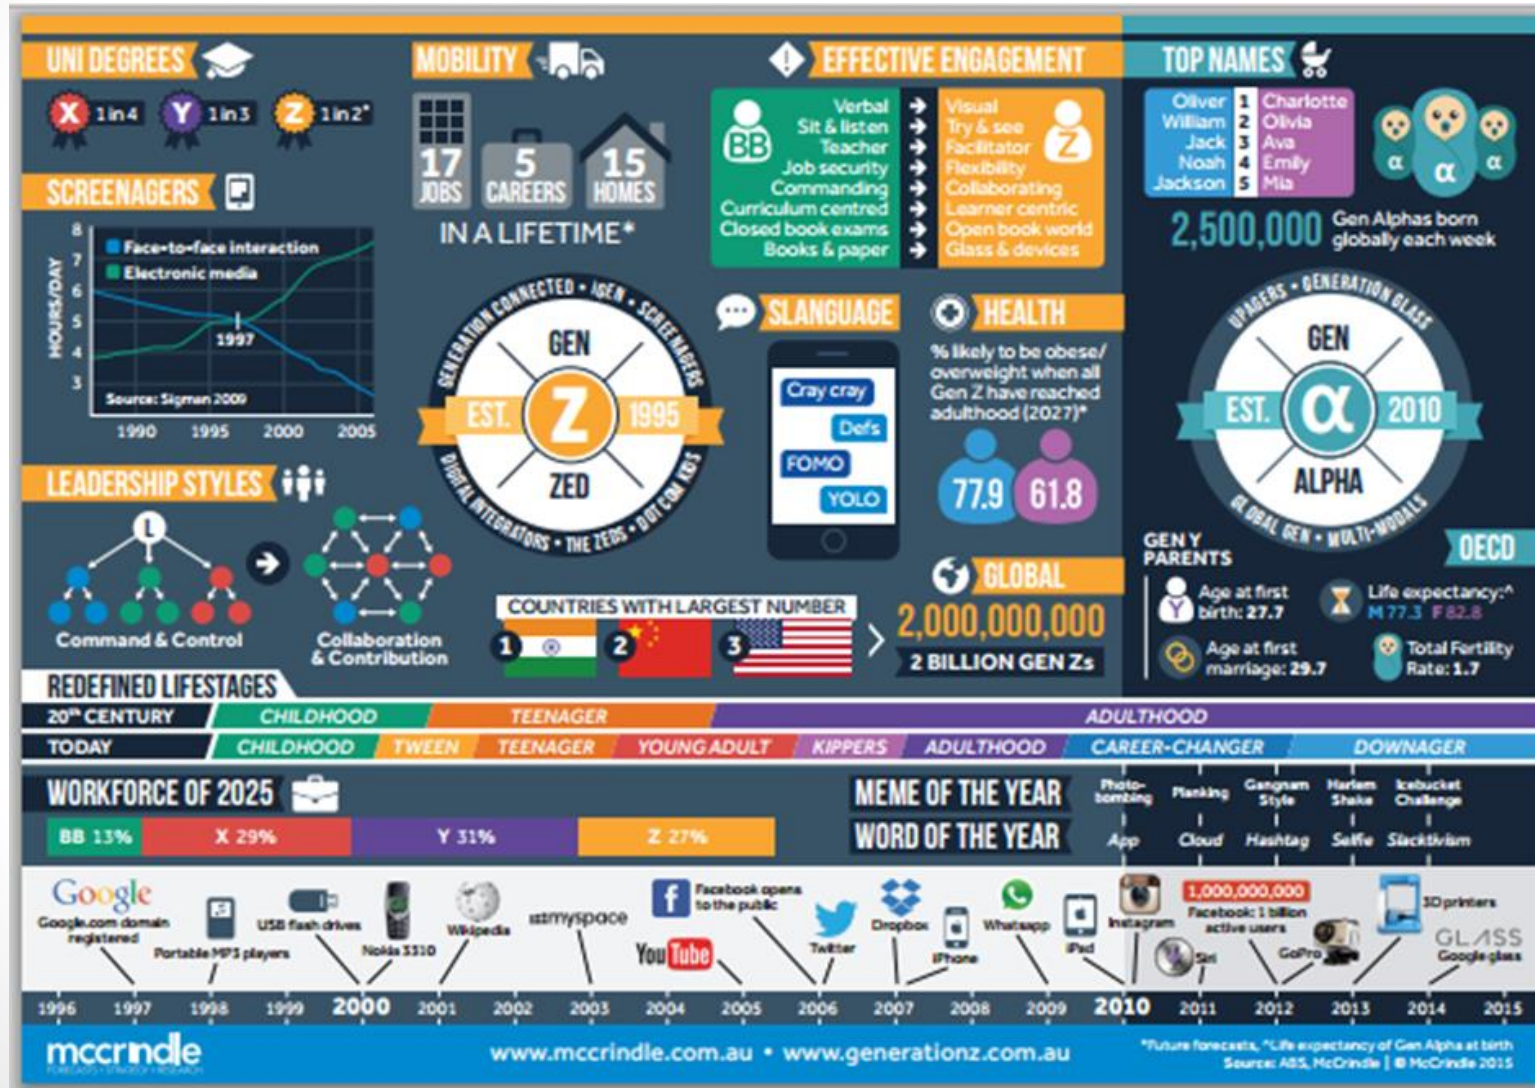 UNI DEGREES
X 1 in 4 Y 1 in 3 Z 1 in 2*
SCREENAGERS
HOURS/DAY
8
7
6
5
4
3
Face-to-face interaction
Electronic media
1997
Source: Sigman 2009
1990 1995 2000 2005
LEADERSHIP STYLES
L
Command & Control
Collaboration
& Contribution
MOBILITY
17 5 15
JOBS CAREERS HOMES
IN A LIFETIME*
GENERATION CONNECTED • iGEN • SCREENAGERS
GEN
EST. Z 1995
ZED
DIGITAL INTEGRATORS • THE ZEDS • DOT COM KIDS
EFFECTIVE ENGAGEMENT
BB Z
Verbal Visual
Sit & listen Try & see
Teacher Facilitator
Job security Flexibility
Commanding Collaborating
Curriculum centred Learner centric
Closed book exams Open book world
Books & paper Glass & devices
SLANGUAGE
Cray cray
Defs
FOMO
YOLO
HEALTH
% likely to be obese/
overweight when all
Gen Z have reached
adulthood (2027)*
77.9 61.8
COUNTRIES WITH LARGEST NUMBER
1 2 3
GLOBAL
2,000,000,000
2 BILLION GEN Zs
TOP NAMES
Oliver 1 Charlotte
William 2 Olivia
Jack 3 Ava
Noah 4 Emily
Jackson 5 Mia
α α α
2,500,000 Gen Alphas born
globally each week
UPAGERS • GENERATION GLASS
GEN
EST. α 2010
ALPHA
GLOBAL GEN • MULTI-MODALS
GEN Y
PARENTS
OECD
Y Age at first
birth: 27.7
Life expectancy:^
M 77.3 F 82.8
Age at first
marriage: 29.7
Total Fertility
Rate: 1.7
REDEFINED LIFESTAGES
20th CENTURY CHILDHOOD TEENAGER ADULTHOOD
TODAY CHILDHOOD TWEEN TEENAGER YOUNG ADULT KIPPERS ADULTHOOD CAREER-CHANGER DOWNAGER
WORKFORCE OF 2025
BB 13% X 29% Y 31% Z 27%
MEME OF THE YEAR
Photo-
bombing
Planking
Gangnam
Style
Harlem
Shake
Icebucket
Challenge
WORD OF THE YEAR
App Cloud Hashtag Selfie Slacktivism
Google
Google.com domain
registered
Portable MP3 players
USB flash drives
Nokia 3310
Wikipedia
myspace
f Facebook opens
to the public
YouTube
Twitter
Dropbox
iPhone
Whatsapp
iPad
Instagram
Siri
1,000,000,000
Facebook: 1 billion
active users
GoPro
3D printers
GLASS
Google glass
1996 1997 1998 1999 2000 2001 2002 2003 2004 2005 2006 2007 2008 2009 2010 2011 2012 2013 2014 2015
mccrindle
FORECASTS • STRATEGY • RESEARCH
www.mccrindle.com.au • www.generationz.com.au
*Future forecasts, ^Life expectancy of Gen Alpha at birth
Source: ABS, McCrindle | © McCrindle 2015